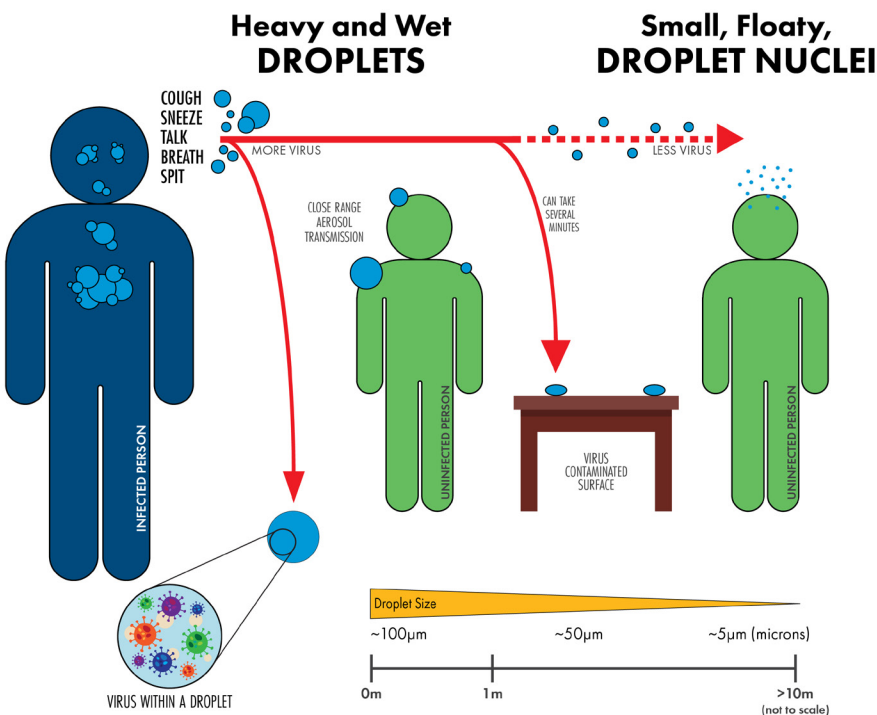 Heavy and Wet
DROPLETS
Small, Floaty,
DROPLET NUCLEI
COUGH
SNEEZE
TALK
BREATH
SPIT
MORE VIRUS
LESS VIRUS
CLOSE RANGE
AEROSOL
TRANSMISSION
CAN TAKE
SEVERAL
MINUTES
INFECTED PERSON
UNINFECTED PERSON
VIRUS
CONTAMINATED
SURFACE
UNINFECTED PERSON
VIRUS WITHIN A DROPLET
Droplet Size
~100µm
~50µm
~5µm (microns)
0m
1m
>10m
(not to scale)